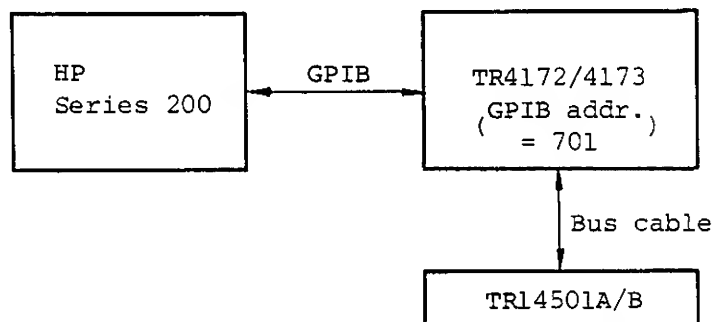 HP
Series 200
GPIB
TR4172/4173
(GPIB addr.
= 701)
Bus cable
TR14501A/B